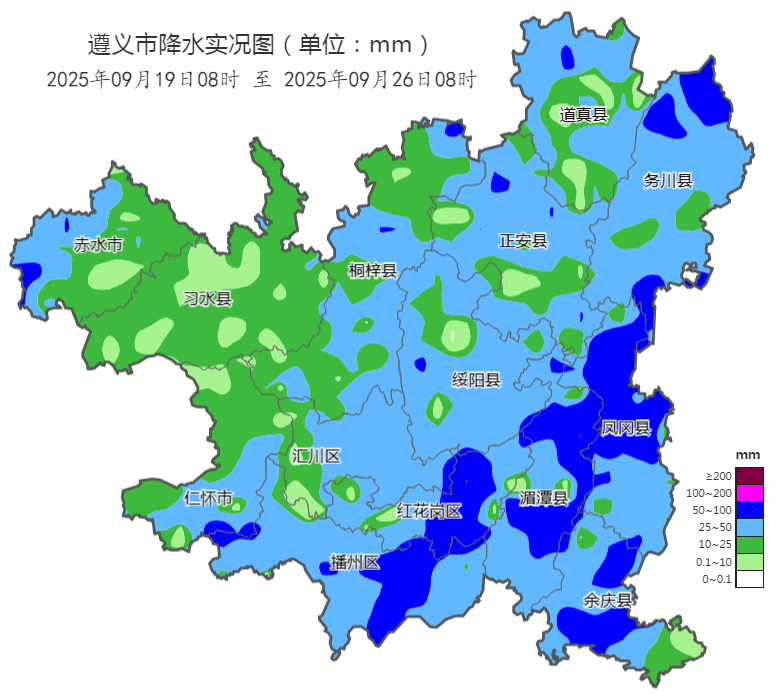 遵义市降水实况图（单位：mm）
2025年09月19日08时 至 2025年09月26日08时
道真县
务川县
赤水市
正安县
桐梓县
习水县
绥阳县
凤冈县
汇川区
仁怀市
湄潭县
红花岗区
播州区
余庆县
mm
≥200
100~200
50~100
25~50
10~25
0.1~10
0~0.1